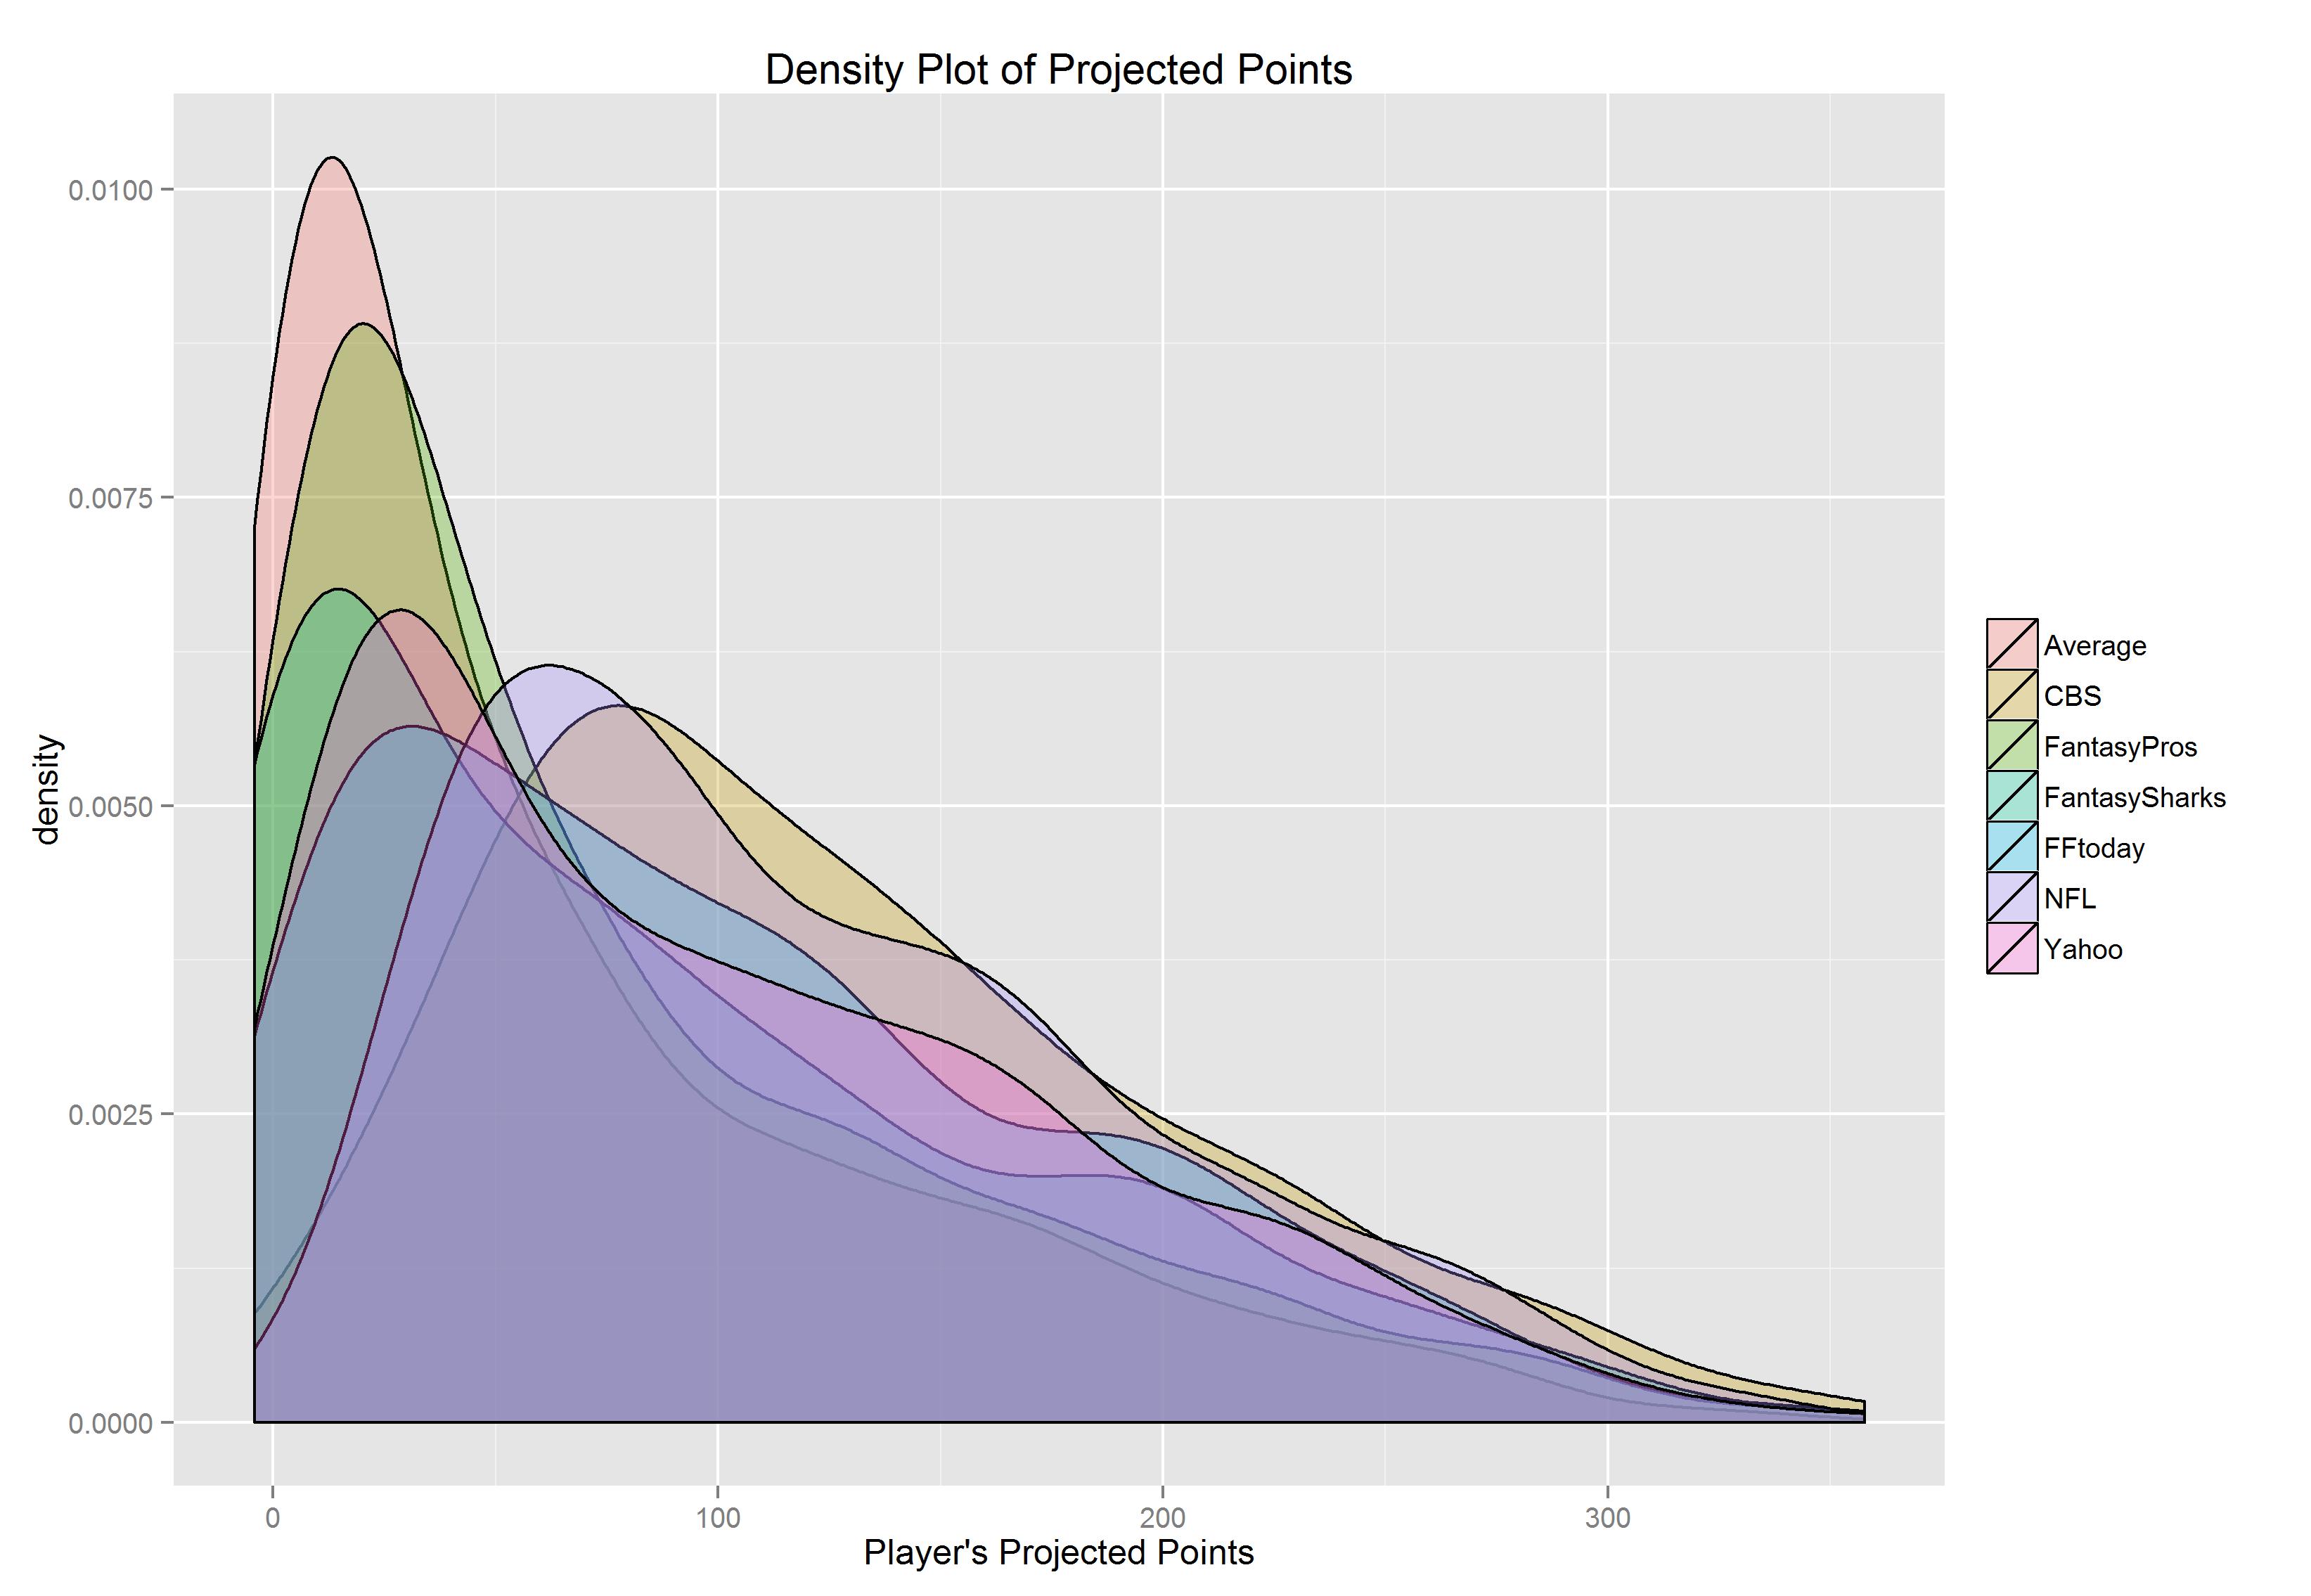 Density Plot of Projected Points
density
0.0100
0.0075
0.0050
0.0025
0.0000
0 100 200 300
Player's Projected Points
Average
CBS
FantasyPros
FantasySharks
FFtoday
NFL
Yahoo